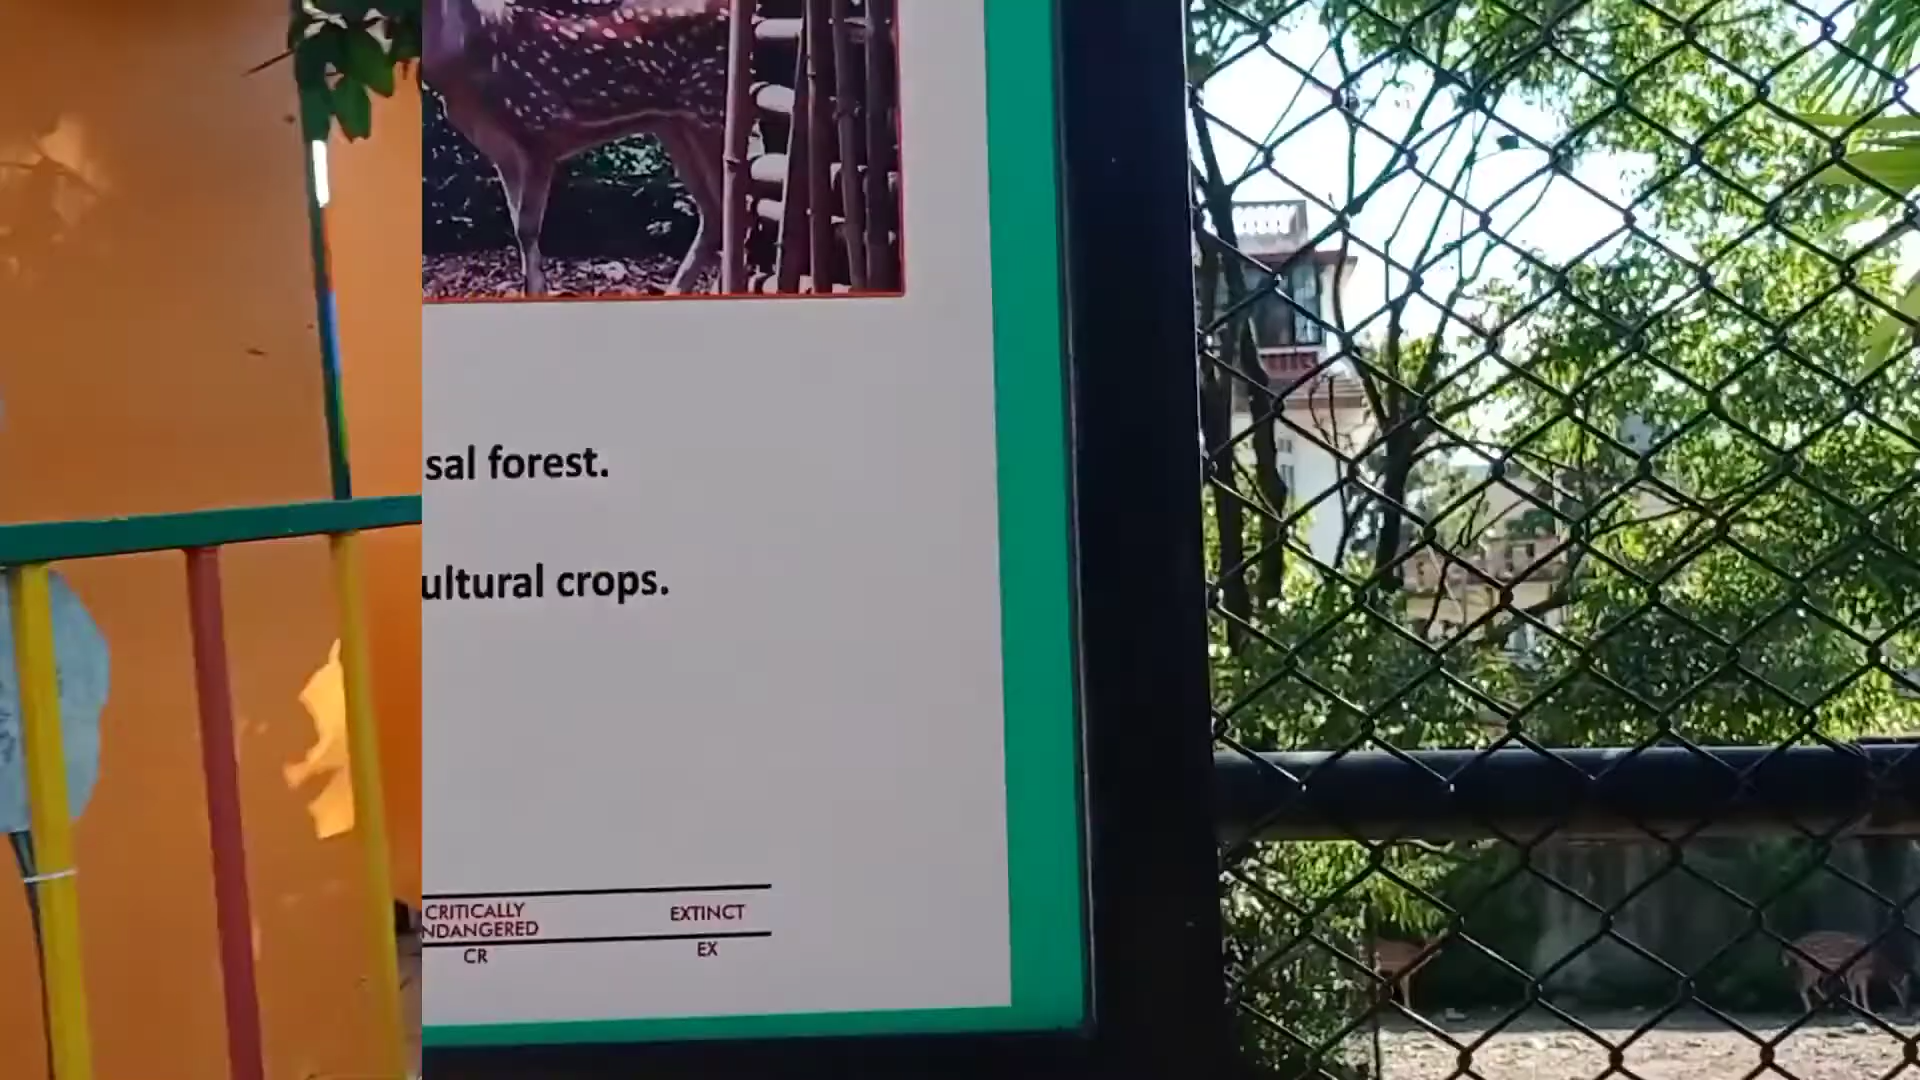 sal forest.
ultural crops.
CRITICALLY EXTINCT
NDANGERED
CR EX